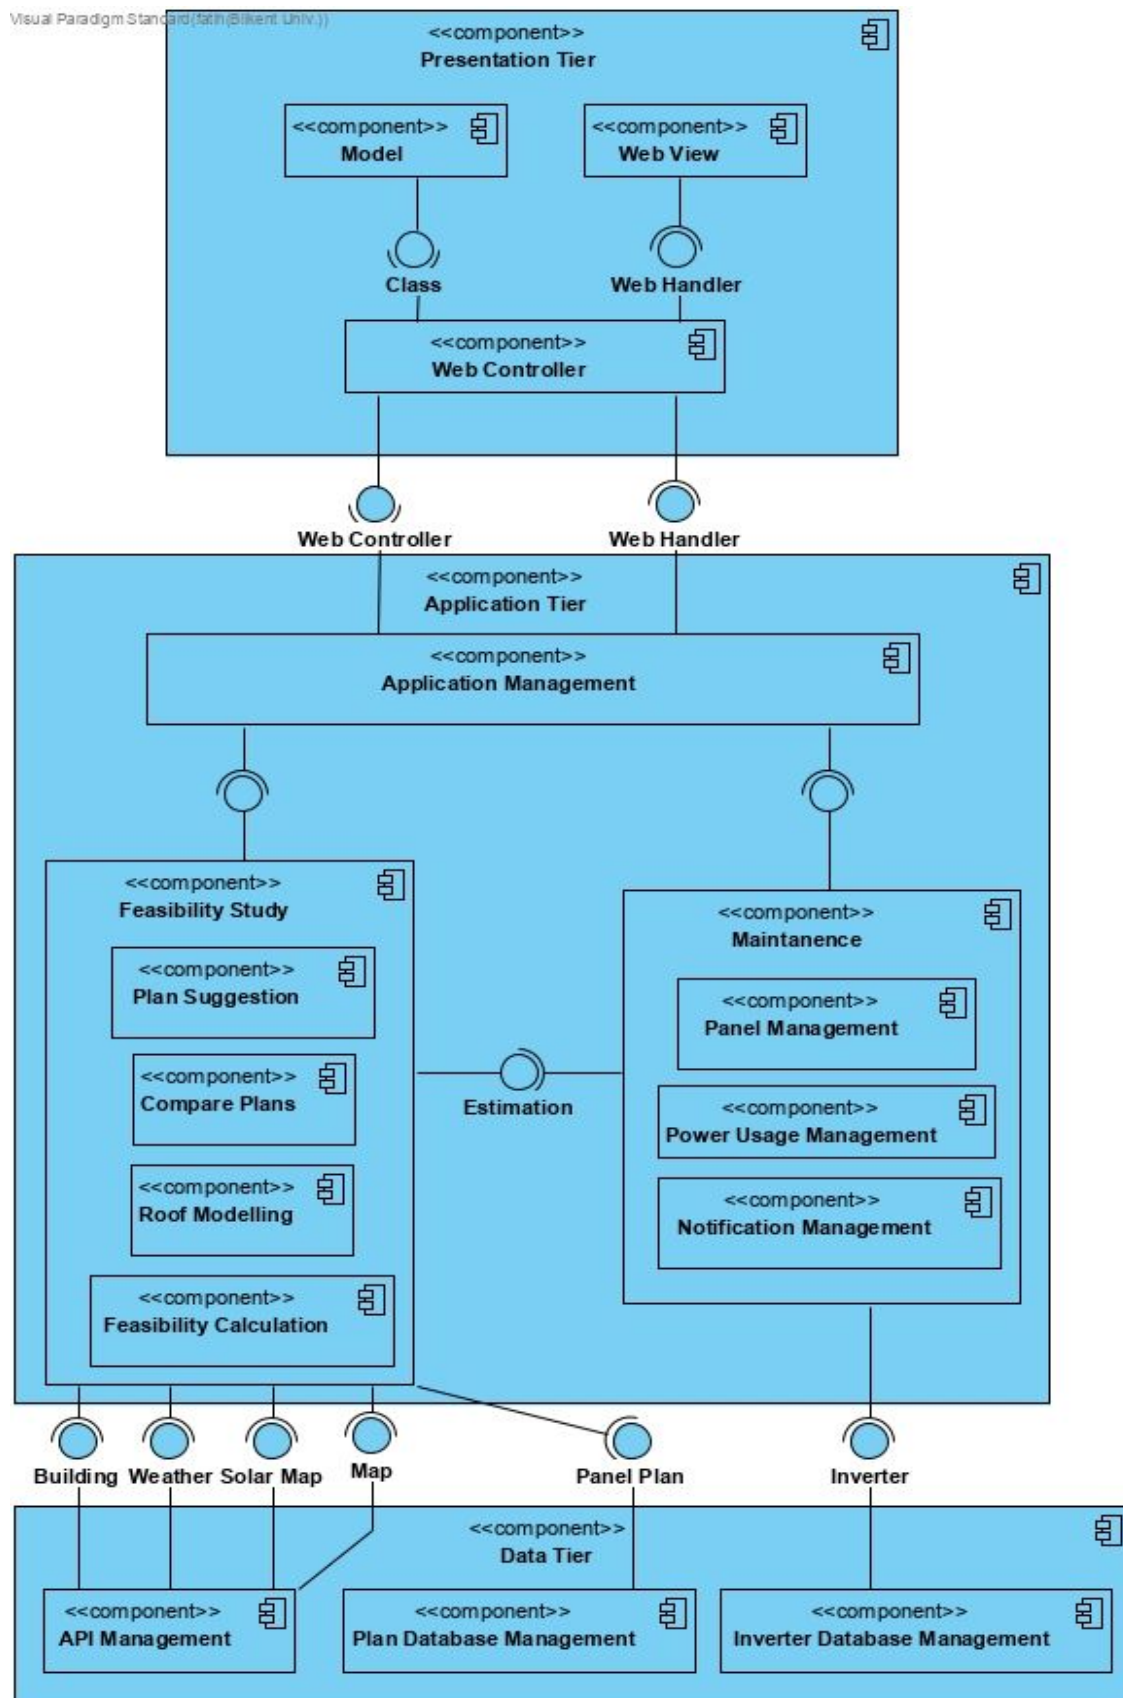 Visual Paradigm Standard(fatih(Bilkent Univ.))
<<component>>
Presentation Tier
<<component>>
Model
<<component>>
Web View
Class
Web Handler
<<component>>
Web Controller
Web Controller
Web Handler
<<component>>
Application Tier
<<component>>
Application Management
<<component>>
Feasibility Study
<<component>>
Plan Suggestion
<<component>>
Compare Plans
<<component>>
Roof Modelling
<<component>>
Feasibility Calculation
Estimation
<<component>>
Maintanence
<<component>>
Panel Management
<<component>>
Power Usage Management
<<component>>
Notification Management
Building
Weather
Solar Map
Map
Panel Plan
Inverter
<<component>>
Data Tier
<<component>>
API Management
<<component>>
Plan Database Management
<<component>>
Inverter Database Management